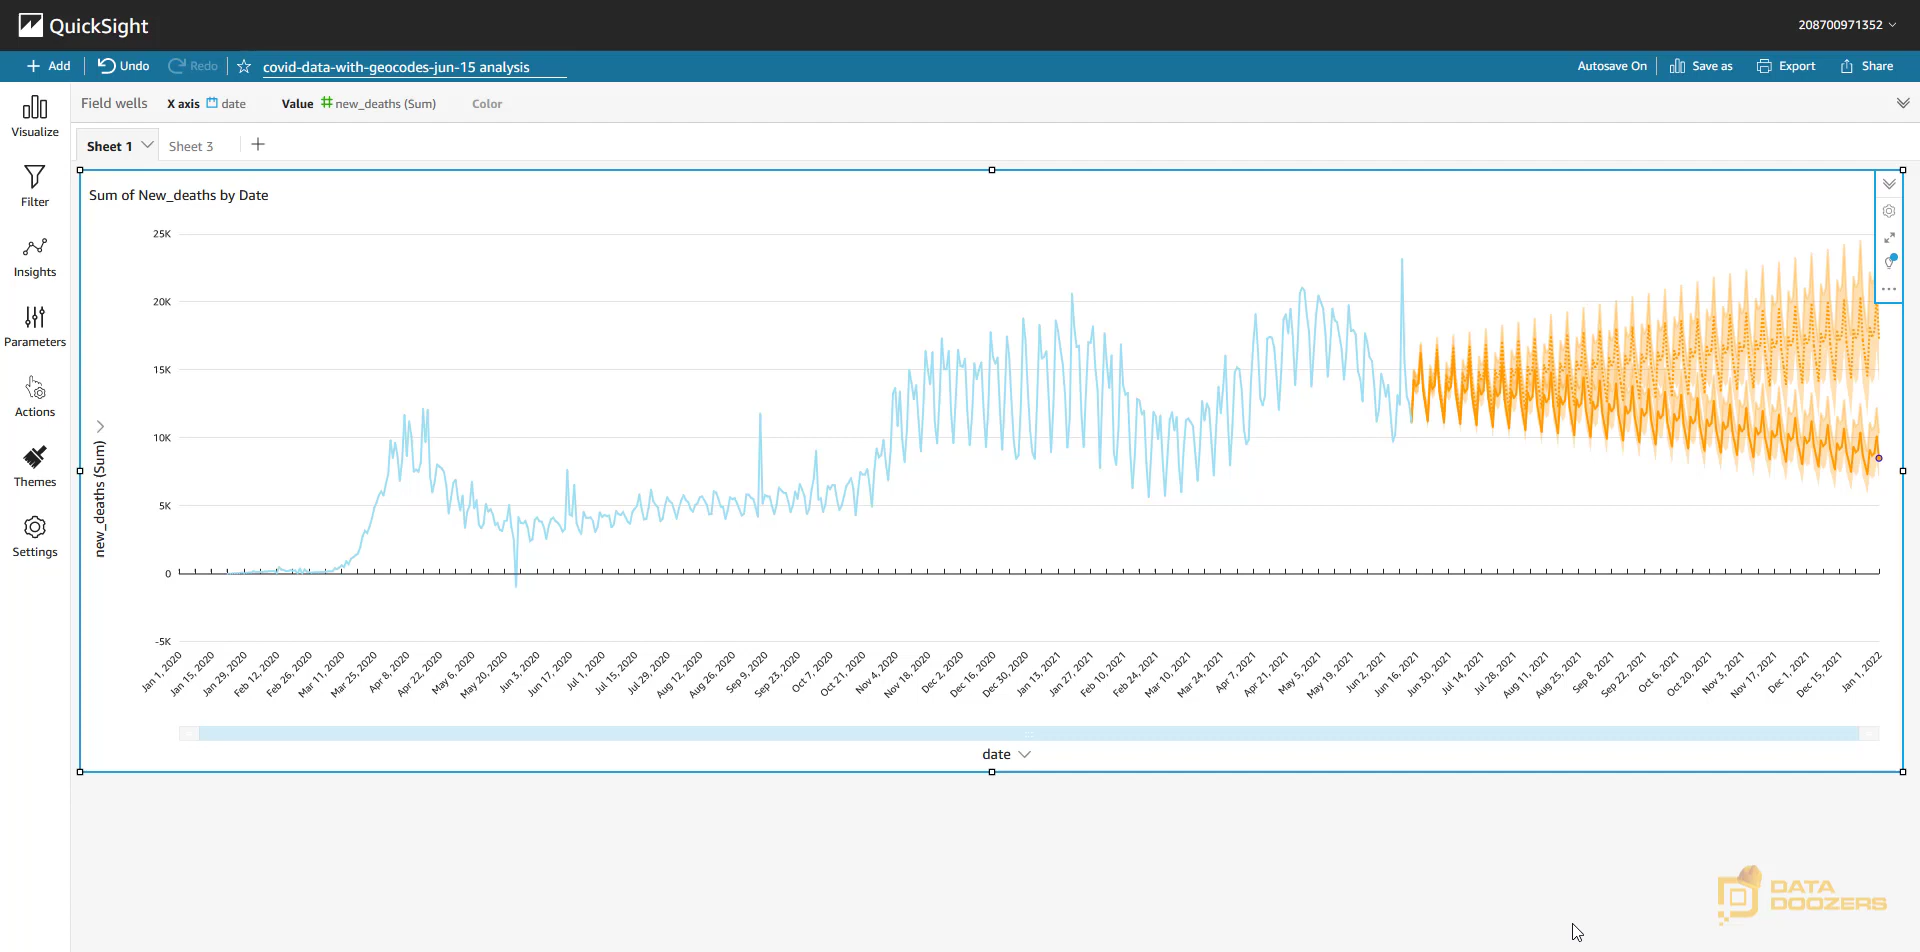 QuickSight
208700971352
Add
Undo
Redo
covid-data-with-geocodes-jun-15 analysis
Autosave On
Save as
Export
Share
Visualize
Filter
Insights
Parameters
Actions
Themes
Settings
Field wells
X axis date
Value new_deaths (Sum)
Color
Sheet 1
Sheet 3
Sum of New_deaths by Date
new_deaths (Sum)
25K
20K
15K
10K
5K
0
-5K
Jan 1, 2020
Jan 15, 2020
Jan 29, 2020
Feb 12, 2020
Feb 26, 2020
Mar 11, 2020
Mar 25, 2020
Apr 8, 2020
Apr 22, 2020
May 6, 2020
May 20, 2020
Jun 3, 2020
Jun 17, 2020
Jul 1, 2020
Jul 15, 2020
Jul 29, 2020
Aug 12, 2020
Aug 26, 2020
Sep 9, 2020
Sep 23, 2020
Oct 7, 2020
Oct 21, 2020
Nov 4, 2020
Nov 18, 2020
Dec 2, 2020
Dec 16, 2020
Dec 30, 2020
Jan 13, 2021
Jan 27, 2021
Feb 10, 2021
Feb 24, 2021
Mar 10, 2021
Mar 24, 2021
Apr 7, 2021
Apr 21, 2021
May 5, 2021
May 19, 2021
Jun 2, 2021
Jun 16, 2021
Jun 30, 2021
Jul 14, 2021
Jul 28, 2021
Aug 11, 2021
Aug 25, 2021
Sep 8, 2021
Sep 22, 2021
Oct 6, 2021
Oct 20, 2021
Nov 3, 2021
Nov 17, 2021
Dec 1, 2021
Dec 15, 2021
Jan 1, 2022
date
DATA
DOOZERS